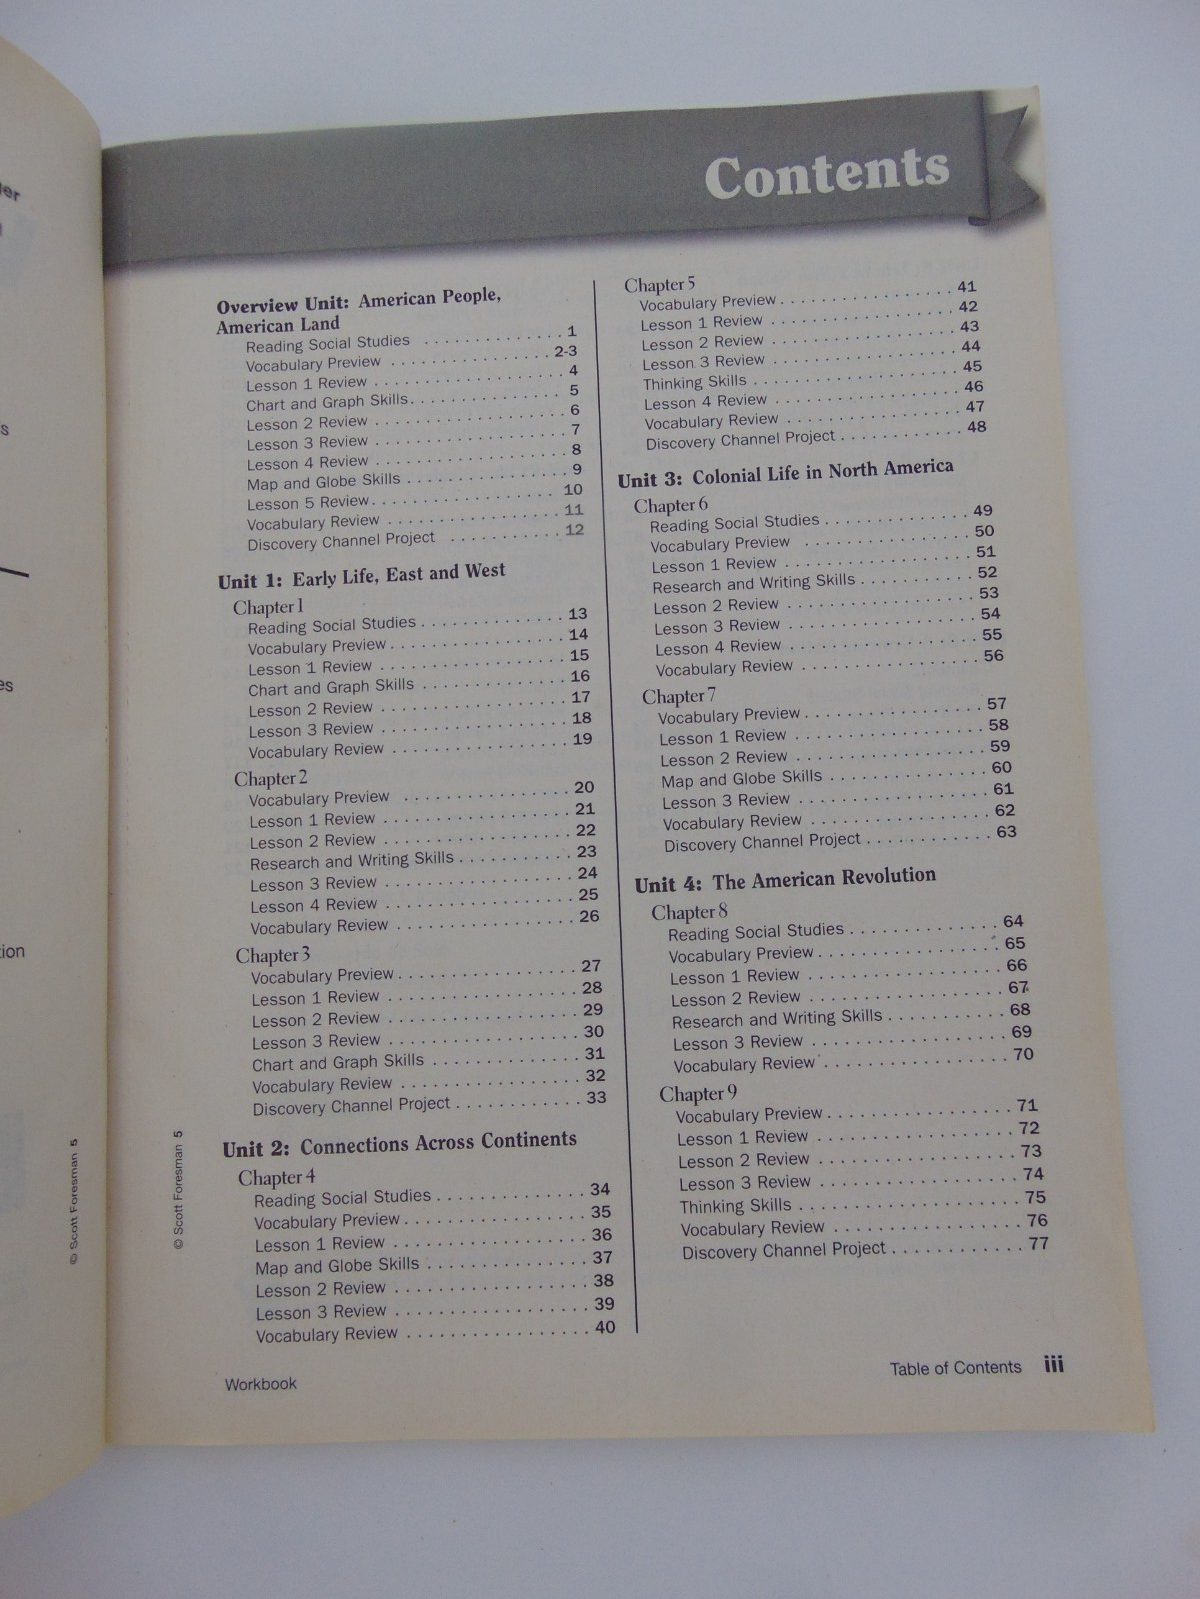 Contents
Overview Unit: American People,
American Land
Reading Social Studies . . . . . . . . . . . . . 1
Vocabulary Preview . . . . . . . . . . . . . 2-3
Lesson 1 Review . . . . . . . . . . . . . 4
Chart and Graph Skills. . . . . . . . . . . . . 5
Lesson 2 Review . . . . . . . . . . . . . 6
Lesson 3 Review . . . . . . . . . . . . . 7
Lesson 4 Review . . . . . . . . . . . . . 8
Map and Globe Skills . . . . . . . . . . . . . 9
Lesson 5 Review. . . . . . . . . . . . . 10
Vocabulary Review . . . . . . . . . . . . . 11
Discovery Channel Project . . . . . . . . . . . 12
Unit 1: Early Life, East and West
Chapter 1
Reading Social Studies . . . . . . . . . . . . . 13
Vocabulary Preview . . . . . . . . . . . . . 14
Lesson 1 Review . . . . . . . . . . . . . 15
Chart and Graph Skills . . . . . . . . . . . . . 16
Lesson 2 Review . . . . . . . . . . . . . 17
Lesson 3 Review . . . . . . . . . . . . . 18
Vocabulary Review . . . . . . . . . . . . . 19
Chapter 2
Vocabulary Preview . . . . . . . . . . . . . 20
Lesson 1 Review . . . . . . . . . . . . . 21
Lesson 2 Review . . . . . . . . . . . . . 22
Research and Writing Skills . . . . . . . . . . . 23
Lesson 3 Review . . . . . . . . . . . . . 24
Lesson 4 Review . . . . . . . . . . . . . 25
Vocabulary Review . . . . . . . . . . . . . 26
Chapter 3
Vocabulary Preview . . . . . . . . . . . . . 27
Lesson 1 Review . . . . . . . . . . . . . 28
Lesson 2 Review . . . . . . . . . . . . . 29
Lesson 3 Review . . . . . . . . . . . . . 30
Chart and Graph Skills . . . . . . . . . . . . . 31
Vocabulary Review . . . . . . . . . . . . . 32
Discovery Channel Project . . . . . . . . . . . 33
Unit 2: Connections Across Continents
Chapter 4
Reading Social Studies . . . . . . . . . . . . . 34
Vocabulary Preview . . . . . . . . . . . . . 35
Lesson 1 Review . . . . . . . . . . . . . 36
Map and Globe Skills . . . . . . . . . . . . . 37
Lesson 2 Review . . . . . . . . . . . . . 38
Lesson 3 Review . . . . . . . . . . . . . 39
Vocabulary Review . . . . . . . . . . . . . 40
Chapter 5
Vocabulary Preview . . . . . . . . . . . . . 41
Lesson 1 Review . . . . . . . . . . . . . 42
Lesson 2 Review . . . . . . . . . . . . . 43
Lesson 3 Review . . . . . . . . . . . . . 44
Thinking Skills . . . . . . . . . . . . . 45
Lesson 4 Review . . . . . . . . . . . . . 46
Vocabulary Review . . . . . . . . . . . . . 47
Discovery Channel Project . . . . . . . . . . . 48
Unit 3: Colonial Life in North America
Chapter 6
Reading Social Studies . . . . . . . . . . . . . 49
Vocabulary Preview . . . . . . . . . . . . . 50
Lesson 1 Review . . . . . . . . . . . . . 51
Research and Writing Skills . . . . . . . . . . . 52
Lesson 2 Review . . . . . . . . . . . . . 53
Lesson 3 Review . . . . . . . . . . . . . 54
Lesson 4 Review . . . . . . . . . . . . . 55
Vocabulary Review . . . . . . . . . . . . . 56
Chapter 7
Vocabulary Preview . . . . . . . . . . . . . 57
Lesson 1 Review . . . . . . . . . . . . . 58
Lesson 2 Review . . . . . . . . . . . . . 59
Map and Globe Skills . . . . . . . . . . . . . 60
Lesson 3 Review . . . . . . . . . . . . . 61
Vocabulary Review . . . . . . . . . . . . . 62
Discovery Channel Project . . . . . . . . . . . 63
Unit 4: The American Revolution
Chapter 8
Reading Social Studies . . . . . . . . . . . . . 64
Vocabulary Preview . . . . . . . . . . . . . 65
Lesson 1 Review . . . . . . . . . . . . . 66
Lesson 2 Review . . . . . . . . . . . . . 67
Research and Writing Skills . . . . . . . . . . . 68
Lesson 3 Review . . . . . . . . . . . . . 69
Vocabulary Review . . . . . . . . . . . . . 70
Chapter 9
Vocabulary Preview . . . . . . . . . . . . . 71
Lesson 1 Review . . . . . . . . . . . . . 72
Lesson 2 Review . . . . . . . . . . . . . 73
Lesson 3 Review . . . . . . . . . . . . . 74
Thinking Skills . . . . . . . . . . . . . 75
Vocabulary Review . . . . . . . . . . . . . 76
Discovery Channel Project . . . . . . . . . . . 77
© Scott Foresman 5
© Scott Foresman 5
Workbook
Table of Contents iii